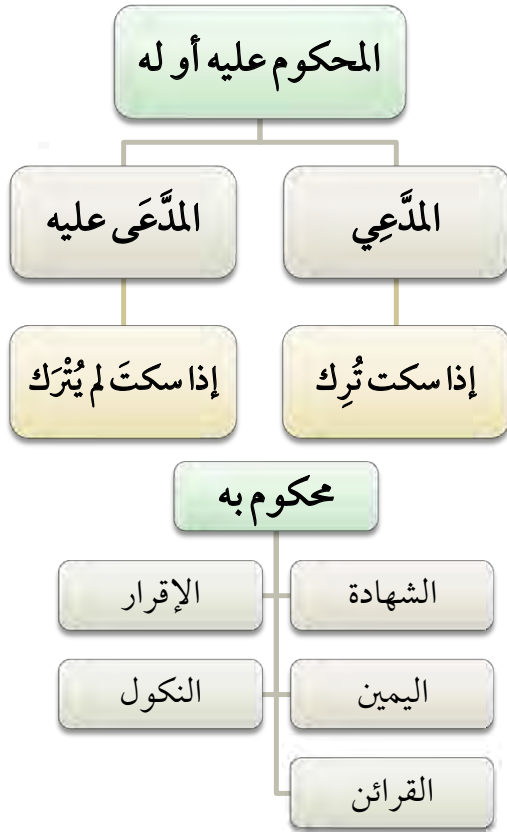 المحكوم عليه أو له
المدَّعِي
المدَّعَى عليه
إذا سكت تُرِك
إذا سكتَ لم يُتْرَك
محكوم به
الشهادة
الإقرار
اليمين
النكول
القرائن